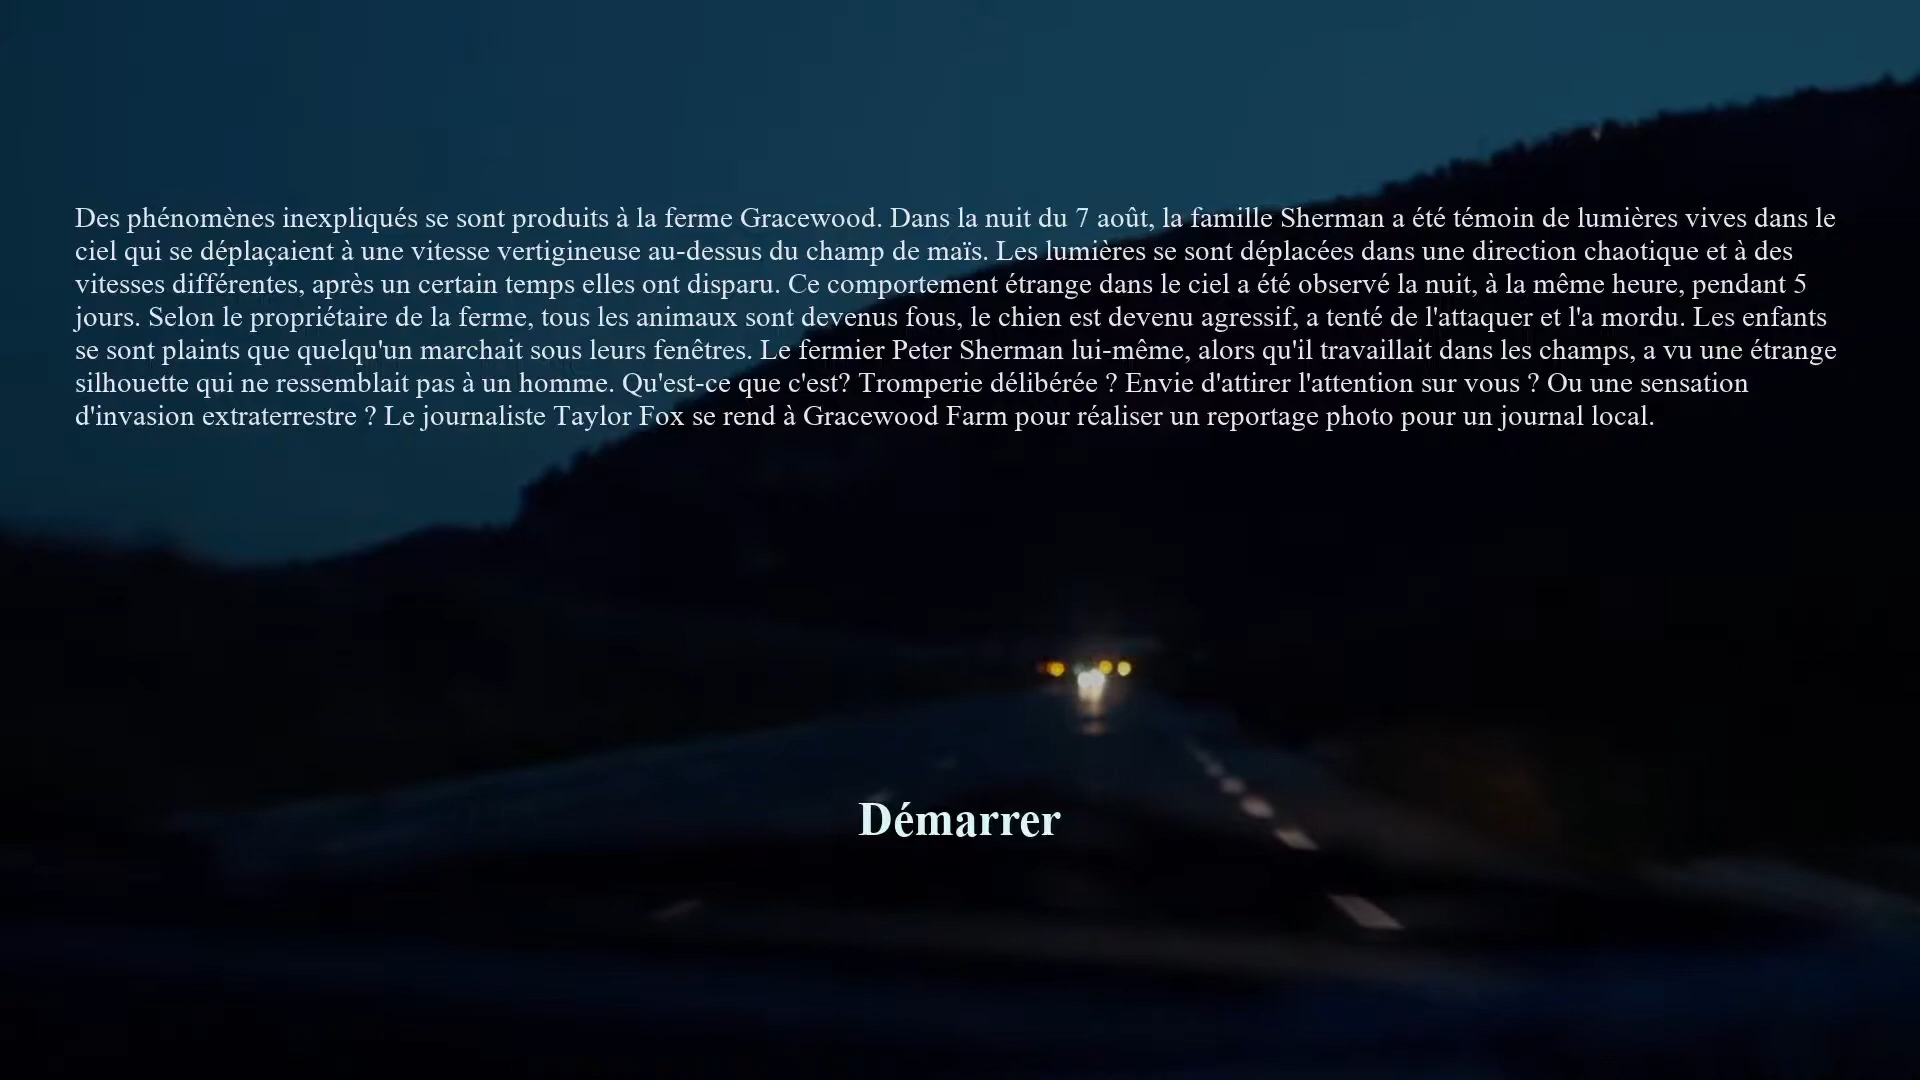 Des phénomènes inexpliqués se sont produits à la ferme Gracewood. Dans la nuit du 7 août, la famille Sherman a été témoin de lumières vives dans le
ciel qui se déplaçaient à une vitesse vertigineuse au-dessus du champ de maïs. Les lumières se sont déplacées dans une direction chaotique et à des
vitesses différentes, après un certain temps elles ont disparu. Ce comportement étrange dans le ciel a été observé la nuit, à la même heure, pendant 5
jours. Selon le propriétaire de la ferme, tous les animaux sont devenus fous, le chien est devenu agressif, a tenté de l'attaquer et l'a mordu. Les enfants
se sont plaints que quelqu'un marchait sous leurs fenêtres. Le fermier Peter Sherman lui-même, alors qu'il travaillait dans les champs, a vu une étrange
silhouette qui ne ressemblait pas à un homme. Qu'est-ce que c'est? Tromperie délibérée ? Envie d'attirer l'attention sur vous ? Ou une sensation
d'invasion extraterrestre ? Le journaliste Taylor Fox se rend à Gracewood Farm pour réaliser un reportage photo pour un journal local.
Démarrer